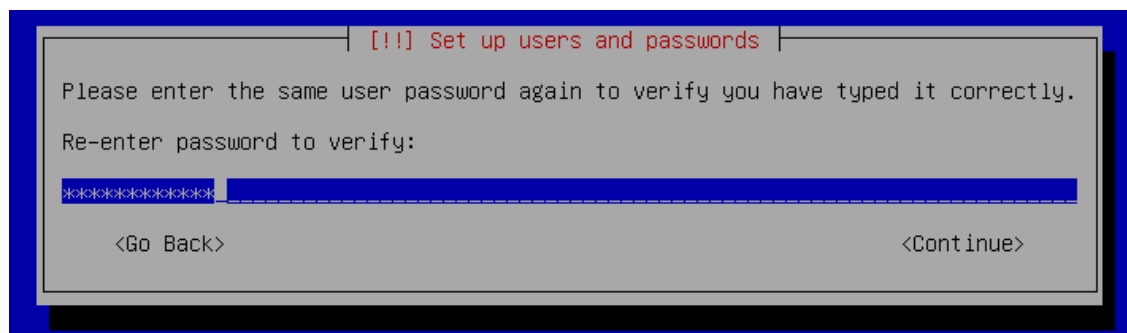 [!!] Set up users and passwords
Please enter the same user password again to verify you have typed it correctly.
Re-enter password to verify:
************
<Go Back> <Continue>